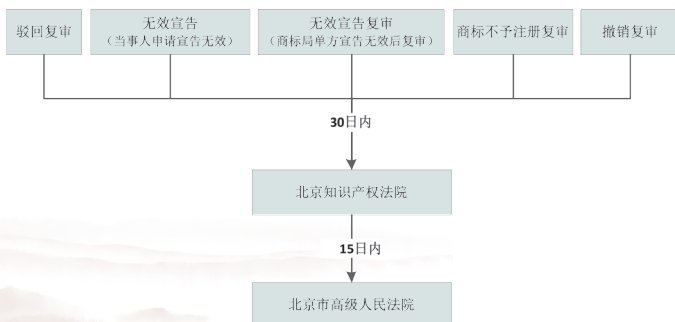 驳回复审
无效宣告
（当事人申请宣告无效）
无效宣告复审
（商标局单方宣告无效后复审）
商标不予注册复审
撤销复审
30日内
北京知识产权法院
15日内
北京市高级人民法院